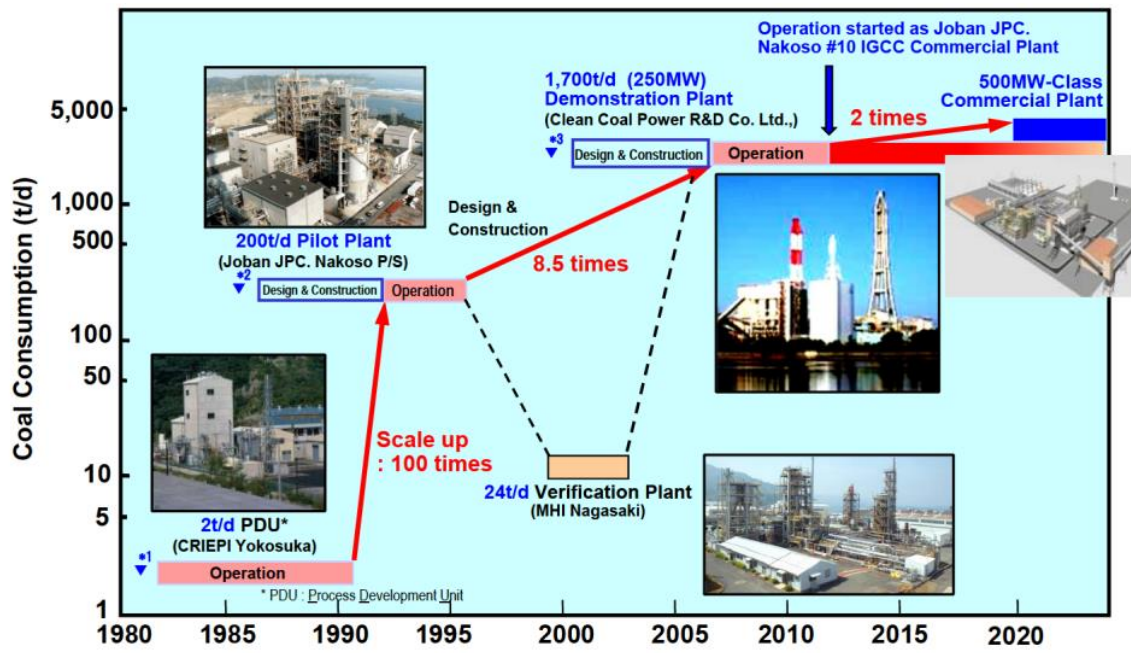 Operation started as Joban JPC.
Nakoso #10 IGCC Commercial Plant
1,700t/d (250MW)
Demonstration Plant
(Clean Coal Power R&D Co. Ltd.,)
500MW-Class
Commercial Plant
2 times
*3
Design & Construction
Operation
Design &
Construction
8.5 times
200t/d Pilot Plant
(Joban JPC. Nakoso P/S)
*2
Design & Construction
Operation
Scale up
: 100 times
24t/d Verification Plant
(MHI Nagasaki)
2t/d PDU*
(CRIEPI Yokosuka)
*1
Operation
* PDU : Process Development Unit
Coal Consumption (t/d)
5,000
1,000
500
100
50
10
5
1
1980
1985
1990
1995
2000
2005
2010
2015
2020